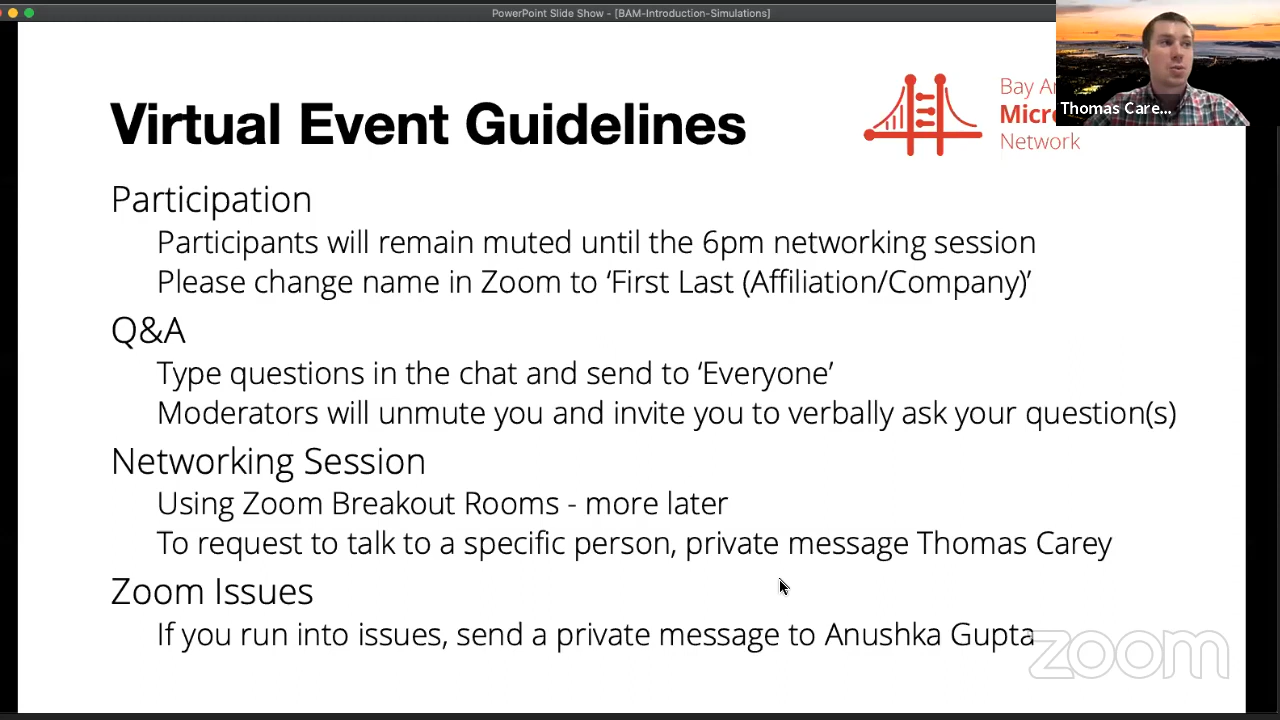 PowerPoint Slide Show - [BAM-Introduction-Simulations]
Thomas Care...
Virtual Event Guidelines
Bay
Network
Participation
Participants will remain muted until the 6pm networking session
Please change name in Zoom to ‘First Last (Affiliation/Company)’
Q&A
Type questions in the chat and send to ‘Everyone’
Moderators will unmute you and invite you to verbally ask your question(s)
Networking Session
Using Zoom Breakout Rooms - more later
To request to talk to a specific person, private message Thomas Carey
Zoom Issues
If you run into issues, send a private message to Anushka Gupta
zoom